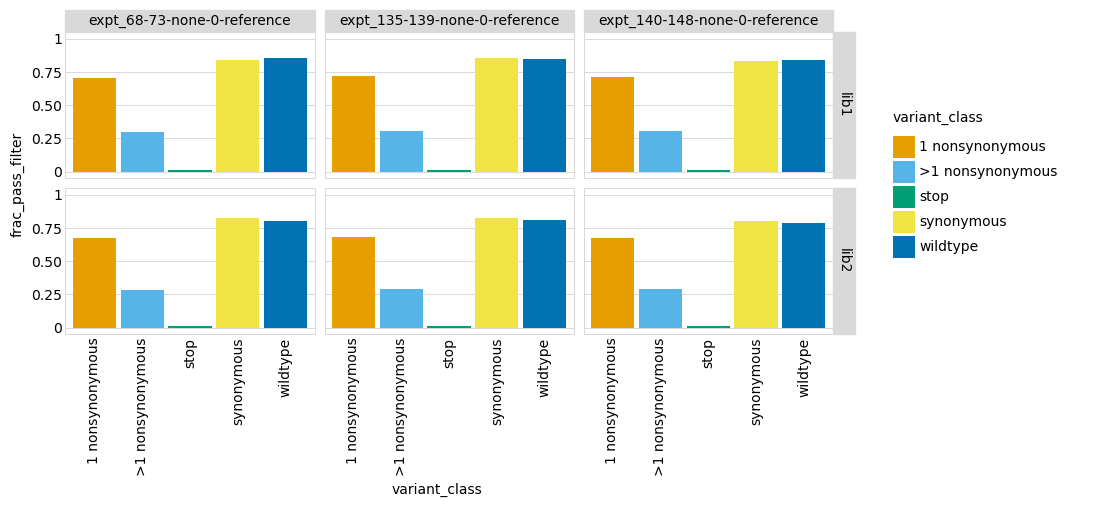 expt_68-73-none-0-reference
expt_135-139-none-0-reference
expt_140-148-none-0-reference
1
0.75
0.50
0.25
0
lib1
1
0.75
0.50
0.25
0
lib2
frac_pass_filter
1 nonsynonymous
>1 nonsynonymous
stop
synonymous
wildtype
1 nonsynonymous
>1 nonsynonymous
stop
synonymous
wildtype
1 nonsynonymous
>1 nonsynonymous
stop
synonymous
wildtype
variant_class
variant_class
1 nonsynonymous
>1 nonsynonymous
stop
synonymous
wildtype